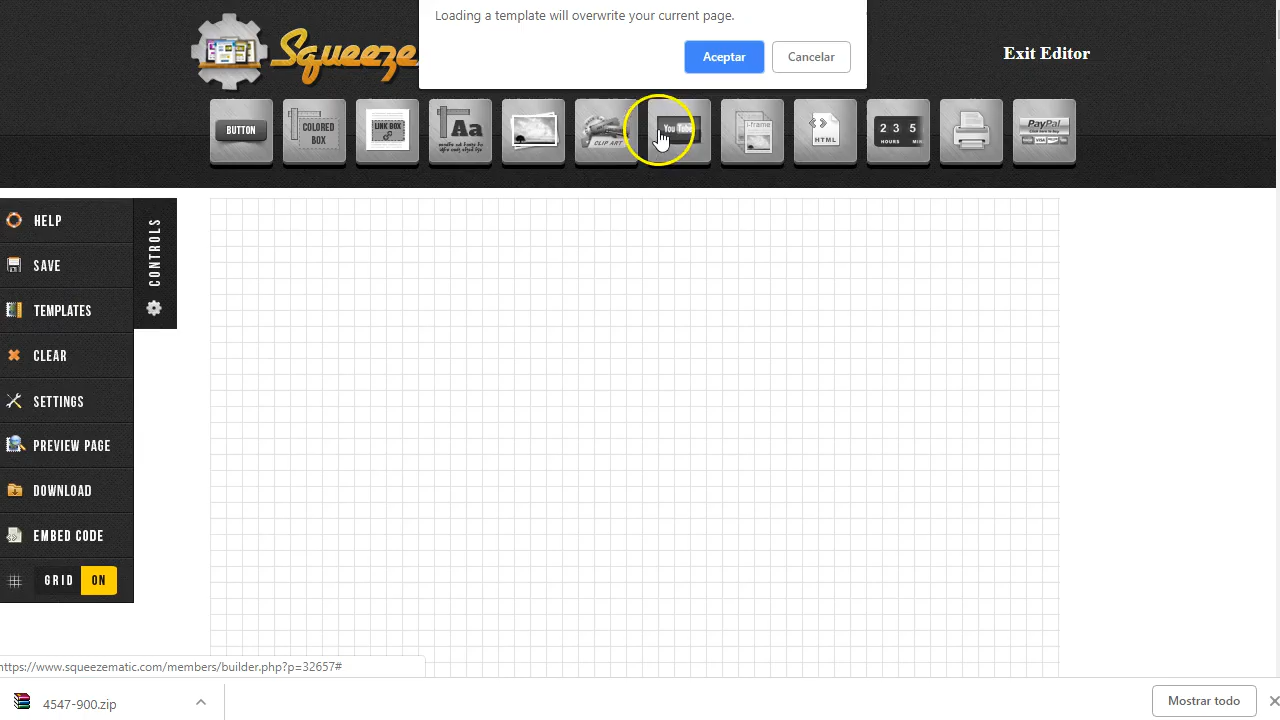 Loading a template will overwrite your current page.
Aceptar
Cancelar
Squeeze
Exit Editor
BUTTON
COLORED
BOX
LINK BOX
Aa
CLIP ART
You Tube
i-frame
HTML
2 3 5
HOURS MIN
PayPal
HELP
SAVE
TEMPLATES
CLEAR
SETTINGS
PREVIEW PAGE
DOWNLOAD
EMBED CODE
GRID ON
CONTROLS
https://www.squeezematic.com/members/builder.php?p=32657#
4547-900.zip
Mostrar todo